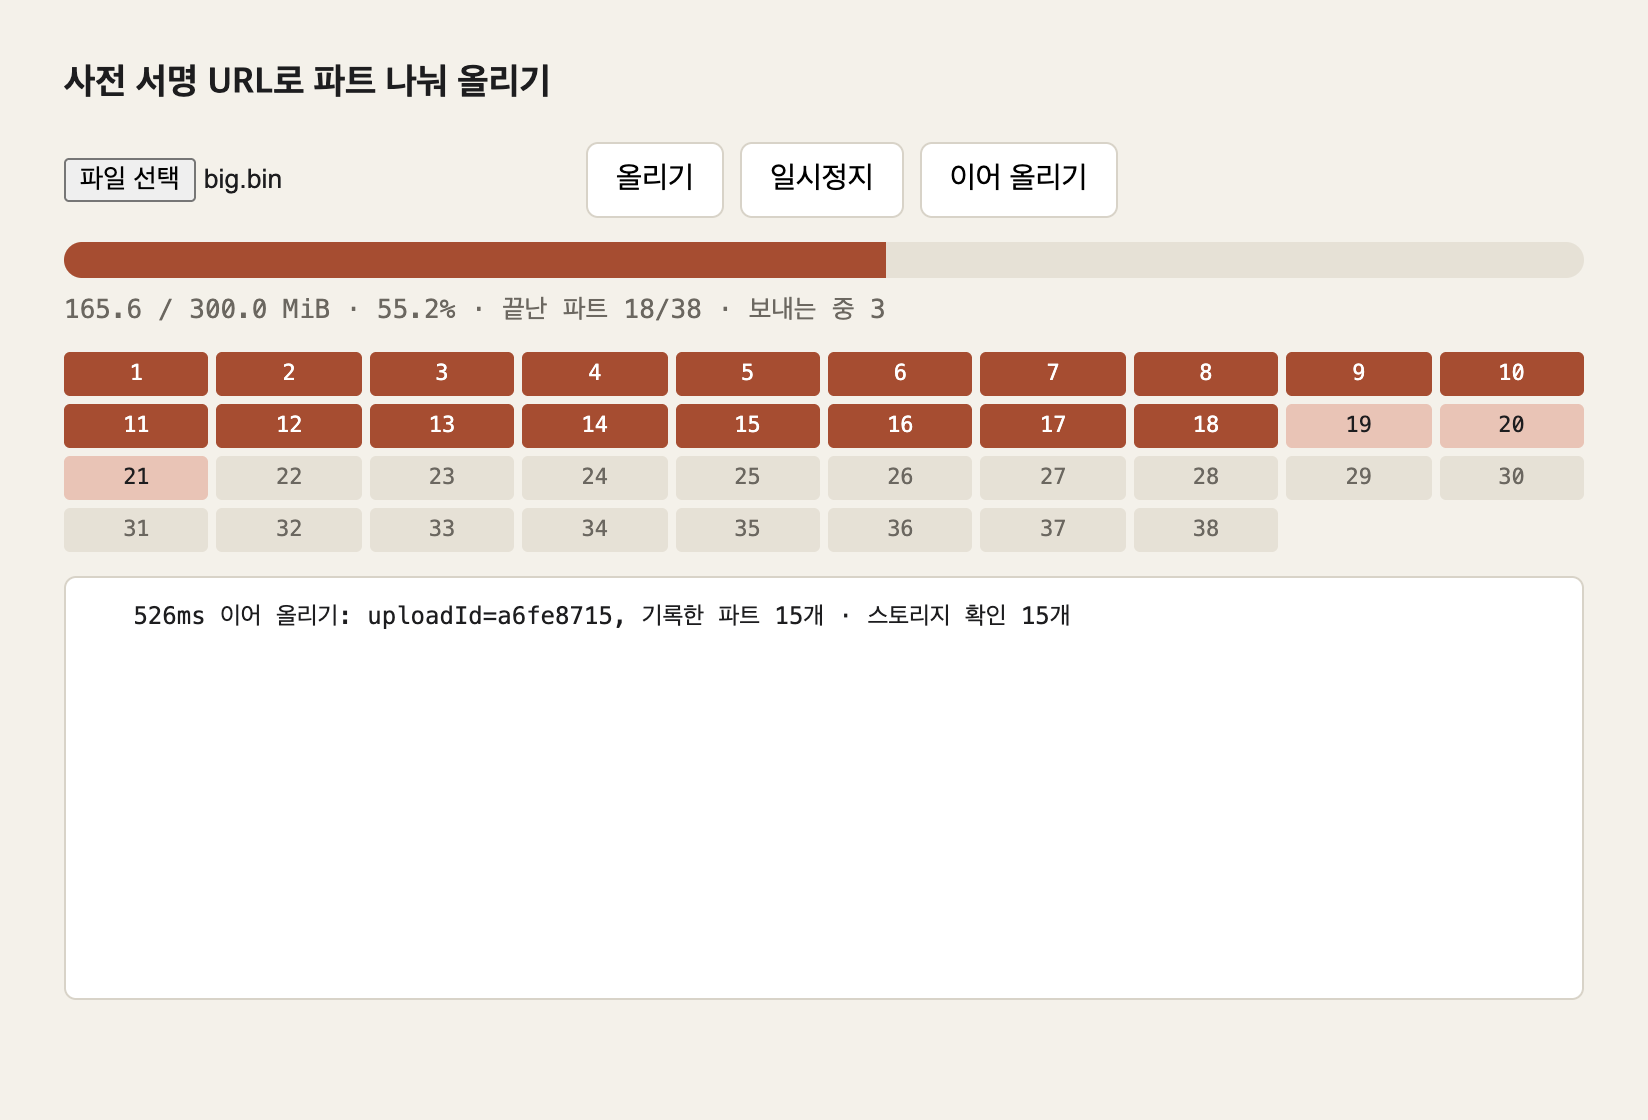 사전 서명 URL로 파트 나눠 올리기
파일 선택 big.bin 올리기 일시정지 이어 올리기
165.6 / 300.0 MiB · 55.2% · 끝난 파트 18/38 · 보내는 중 3
1 2 3 4 5 6 7 8 9 10
11 12 13 14 15 16 17 18 19 20
21 22 23 24 25 26 27 28 29 30
31 32 33 34 35 36 37 38
526ms 이어 올리기: uploadId=a6fe8715, 기록한 파트 15개 · 스토리지 확인 15개